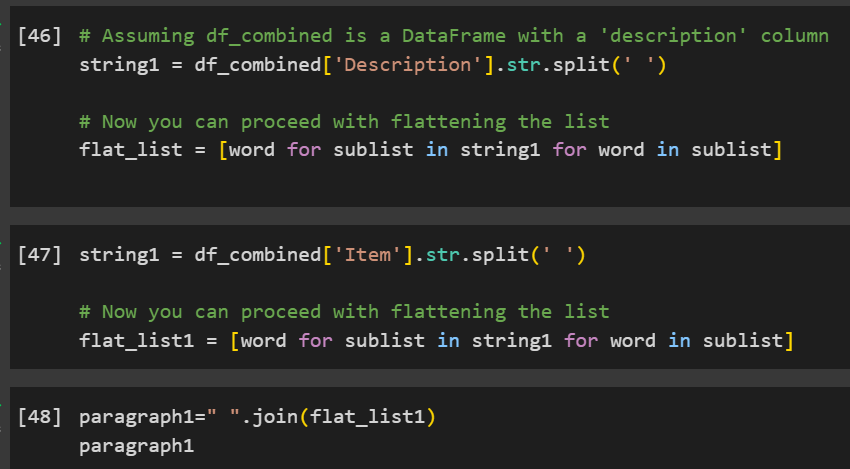 [46] # Assuming df_combined is a DataFrame with a 'description' column
string1 = df_combined['Description'].str.split(' ')
# Now you can proceed with flattening the list
flat_list = [word for sublist in string1 for word in sublist]
[47] string1 = df_combined['Item'].str.split(' ')
# Now you can proceed with flattening the list
flat_list1 = [word for sublist in string1 for word in sublist]
[48] paragraph1=" ".join(flat_list1)
paragraph1